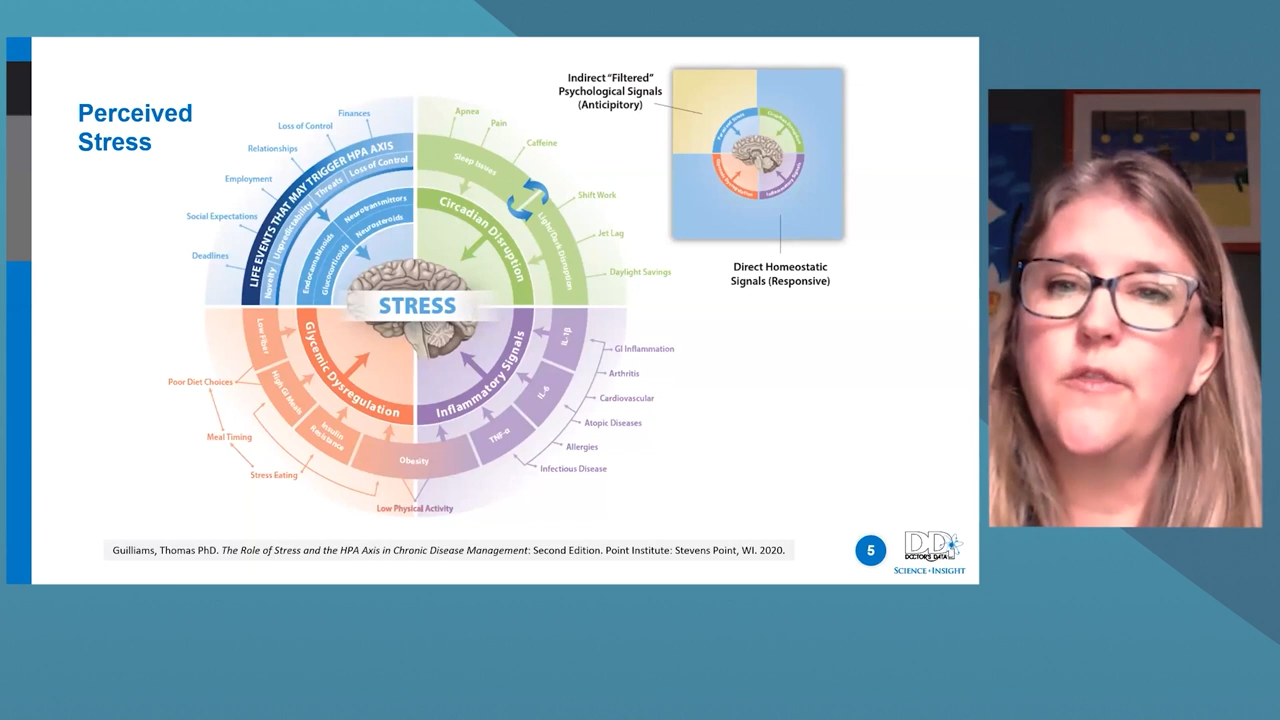 Perceived
Stress
Finances
Loss of Control
Relationships
Employment
Social Expectations
Deadlines
LIFE EVENTS THAT MAY TRIGGER HPA AXIS
Novelty
Unpredictability
Threats
Loss of Control
Neurotransmittors
Neurosteroids
Endocannabinoids
Glucocorticoids
Apnea
Pain
Caffeine
Sleep Issues
Shift Work
Jet Lag
Daylight Savings
Light/Dark Disruption
Circadian Disruption
STRESS
Low Fiber
High GI Meals
Insulin
Resistance
Obesity
Glycemic Dysregulation
Poor Diet Choices
Meal Timing
Stress Eating
Low Physical Activity
Inflammatory Signals
IL-1β
IL-6
TNF-α
GI Inflammation
Arthritis
Cardiovascular
Atopic Diseases
Allergies
Infectious Disease
Indirect “Filtered”
Psychological Signals
(Anticipitory)
Direct Homeostatic
Signals (Responsive)
Guilliams, Thomas PhD. The Role of Stress and the HPA Axis in Chronic Disease Management: Second Edition. Point Institute: Stevens Point, WI. 2020.
5
DOCTOR'S DATA
SCIENCE + INSIGHT